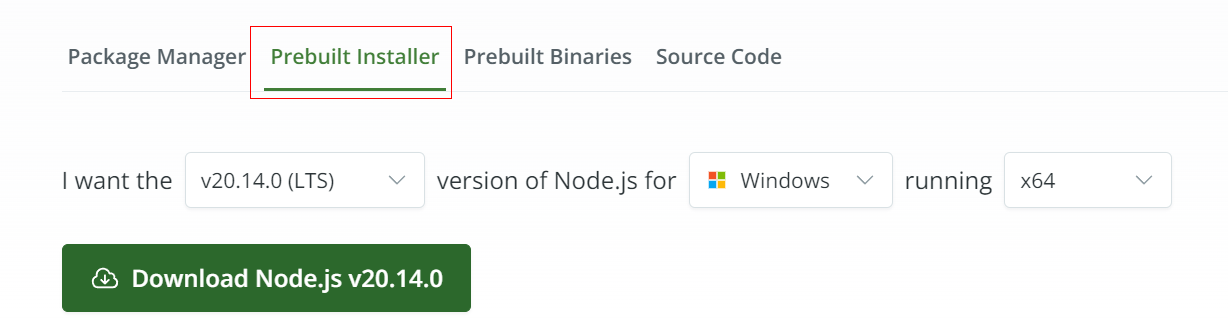 Package Manager Prebuilt Installer Prebuilt Binaries Source Code
I want the v20.14.0 (LTS) version of Node.js for Windows running x64
Download Node.js v20.14.0